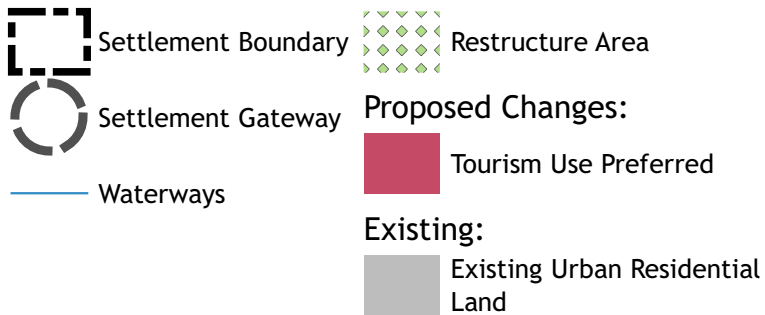 Settlement Boundary
Settlement Gateway
Waterways
Restructure Area
Proposed Changes:
Tourism Use Preferred
Existing:
Existing Urban Residential
Land